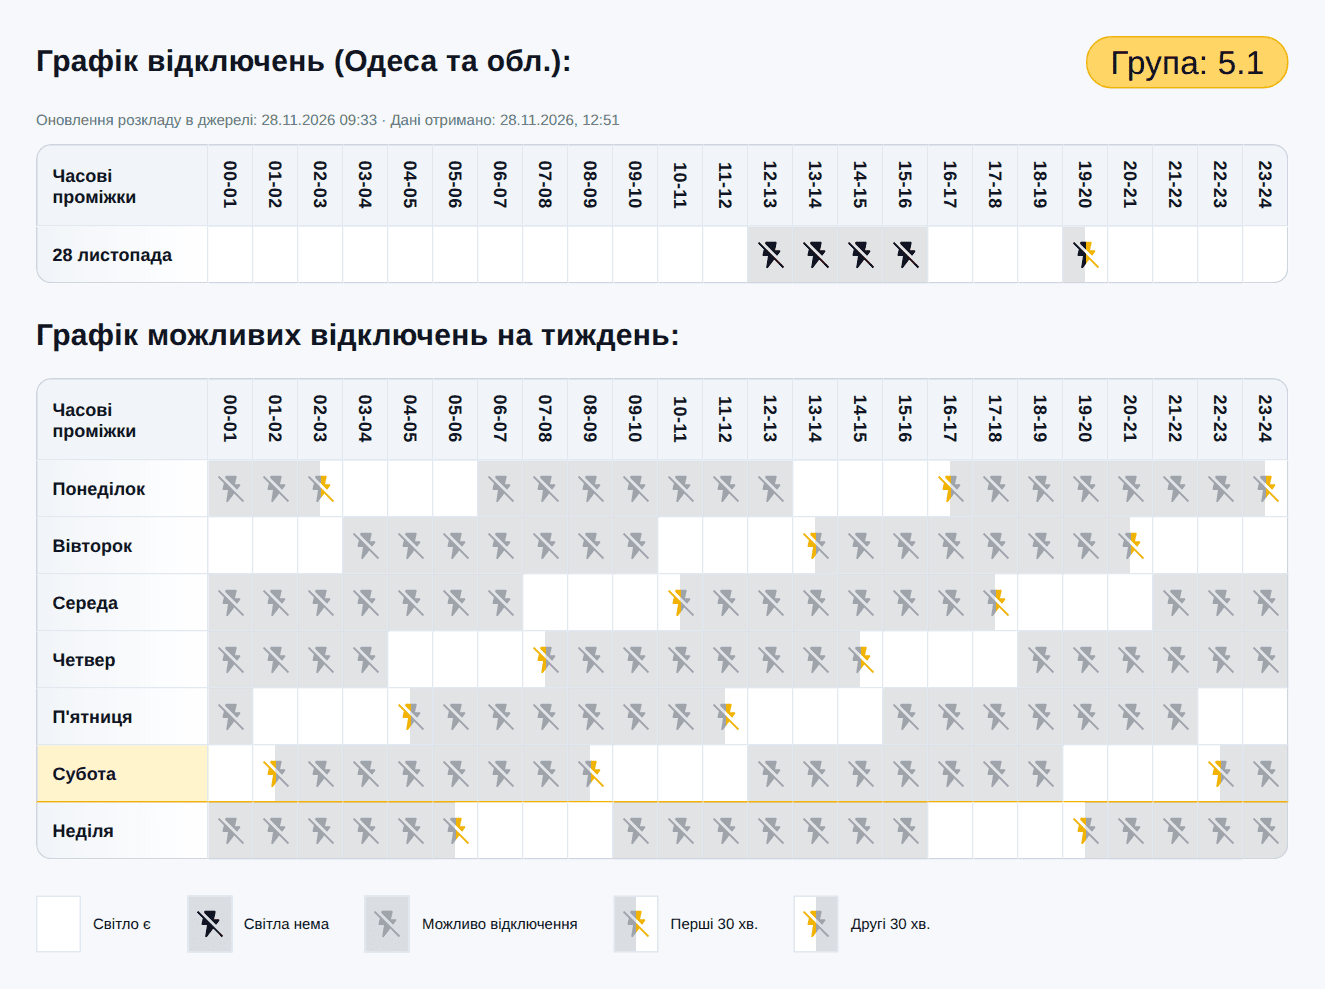 Графік відключень (Одеса та обл.):
Група: 5.1
Оновлення розкладу в джерелі: 28.11.2026 09:33 · Дані отримано: 28.11.2026, 12:51
Часові
проміжки
00-01 01-02 02-03 03-04 04-05 05-06 06-07 07-08 08-09 09-10 10-11 11-12 12-13 13-14 14-15 15-16 16-17 17-18 18-19 19-20 20-21 21-22 22-23 23-24
28 листопада
Графік можливих відключень на тиждень:
Часові
проміжки
00-01 01-02 02-03 03-04 04-05 05-06 06-07 07-08 08-09 09-10 10-11 11-12 12-13 13-14 14-15 15-16 16-17 17-18 18-19 19-20 20-21 21-22 22-23 23-24
Понеділок
Вівторок
Середа
Четвер
П'ятниця
Субота
Неділя
Світло є
Світла нема
Можливо відключення
Перші 30 хв.
Другі 30 хв.